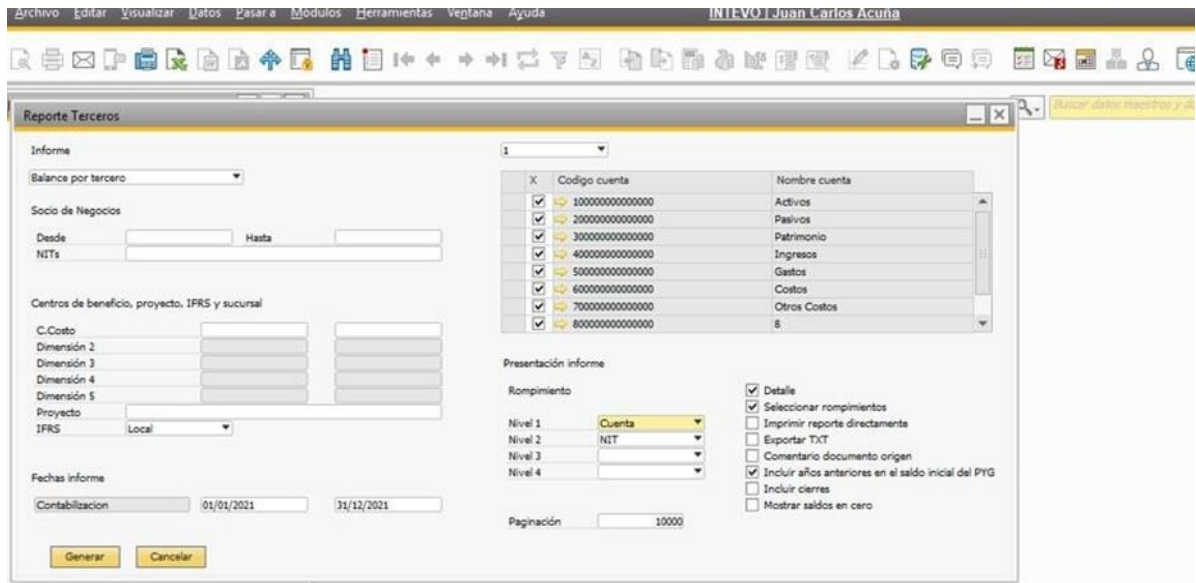 Archivo Editar Visualizar Datos Pasar a Módulos Herramientas Ventana Ayuda INTEVO | Juan Carlos Acuña
Buscar datos maestros y do
Reporte Terceros
Informe
Balance por tercero
Socio de Negocios
Desde Hasta
NITs
Centros de beneficio, proyecto, IFRS y sucursal
C.Costo
Dimensión 2
Dimensión 3
Dimensión 4
Dimensión 5
Proyecto
IFRS Local
Fechas informe
Contabilizacion 01/01/2021 31/12/2021
Generar Cancelar
1
X Codigo cuenta Nombre cuenta
100000000000000 Activos
200000000000000 Pasivos
300000000000000 Patrimonio
400000000000000 Ingresos
500000000000000 Gastos
600000000000000 Costos
700000000000000 Otros Costos
800000000000000 8
Presentación informe
Rompimiento
Nivel 1 Cuenta
Nivel 2 NIT
Nivel 3
Nivel 4
Paginación 10000
Detalle
Seleccionar rompimientos
Imprimir reporte directamente
Exportar TXT
Comentario documento origen
Incluir años anteriores en el saldo inicial del PYG
Incluir cierres
Mostrar saldos en cero